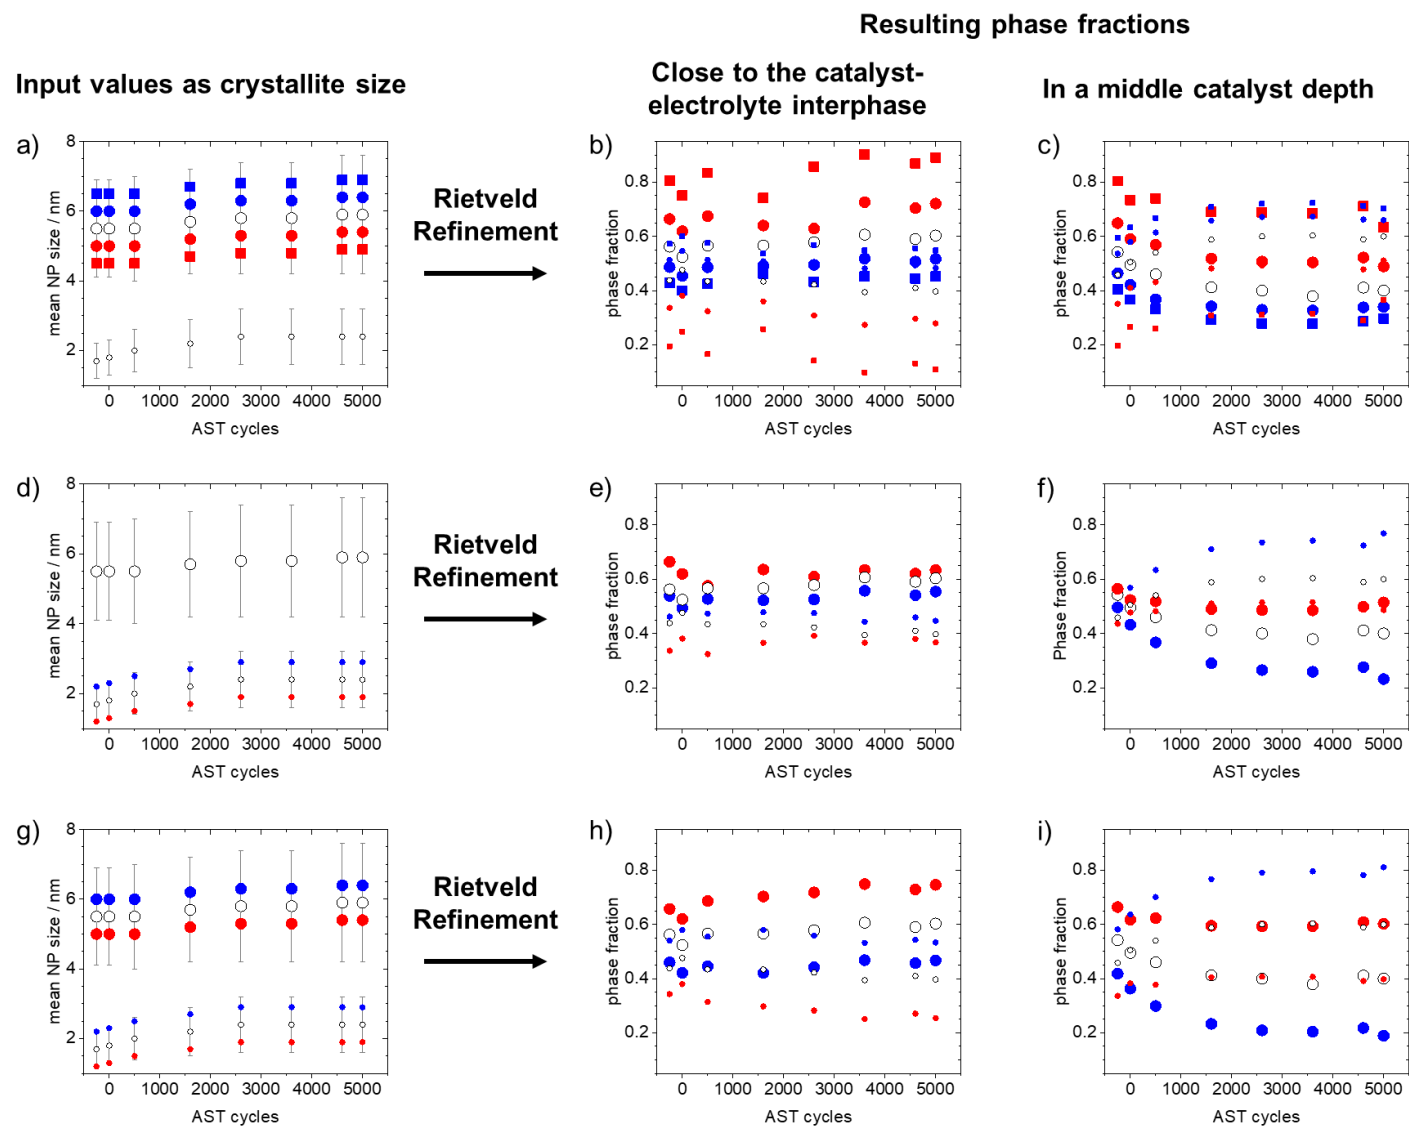 Resulting phase fractions
Input values as crystallite size
Close to the catalyst-
electrolyte interphase
In a middle catalyst depth
a)
8
6
4
2
mean NP size / nm
0 1000 2000 3000 4000 5000
AST cycles
Rietveld
Refinement
b)
0.8
0.6
0.4
0.2
phase fraction
0 1000 2000 3000 4000 5000
AST cycles
c)
0.8
0.6
0.4
0.2
phase fraction
0 1000 2000 3000 4000 5000
AST cycles
d)
8
6
4
2
mean NP size / nm
0 1000 2000 3000 4000 5000
AST cycles
Rietveld
Refinement
e)
0.8
0.6
0.4
0.2
phase fraction
0 1000 2000 3000 4000 5000
AST cycles
f)
0.8
0.6
0.4
0.2
Phase fraction
0 1000 2000 3000 4000 5000
AST cycles
g)
8
6
4
2
mean NP size / nm
0 1000 2000 3000 4000 5000
AST cycles
Rietveld
Refinement
h)
0.8
0.6
0.4
0.2
phase fraction
0 1000 2000 3000 4000 5000
AST cycles
i)
0.8
0.6
0.4
0.2
phase fraction
0 1000 2000 3000 4000 5000
AST cycles